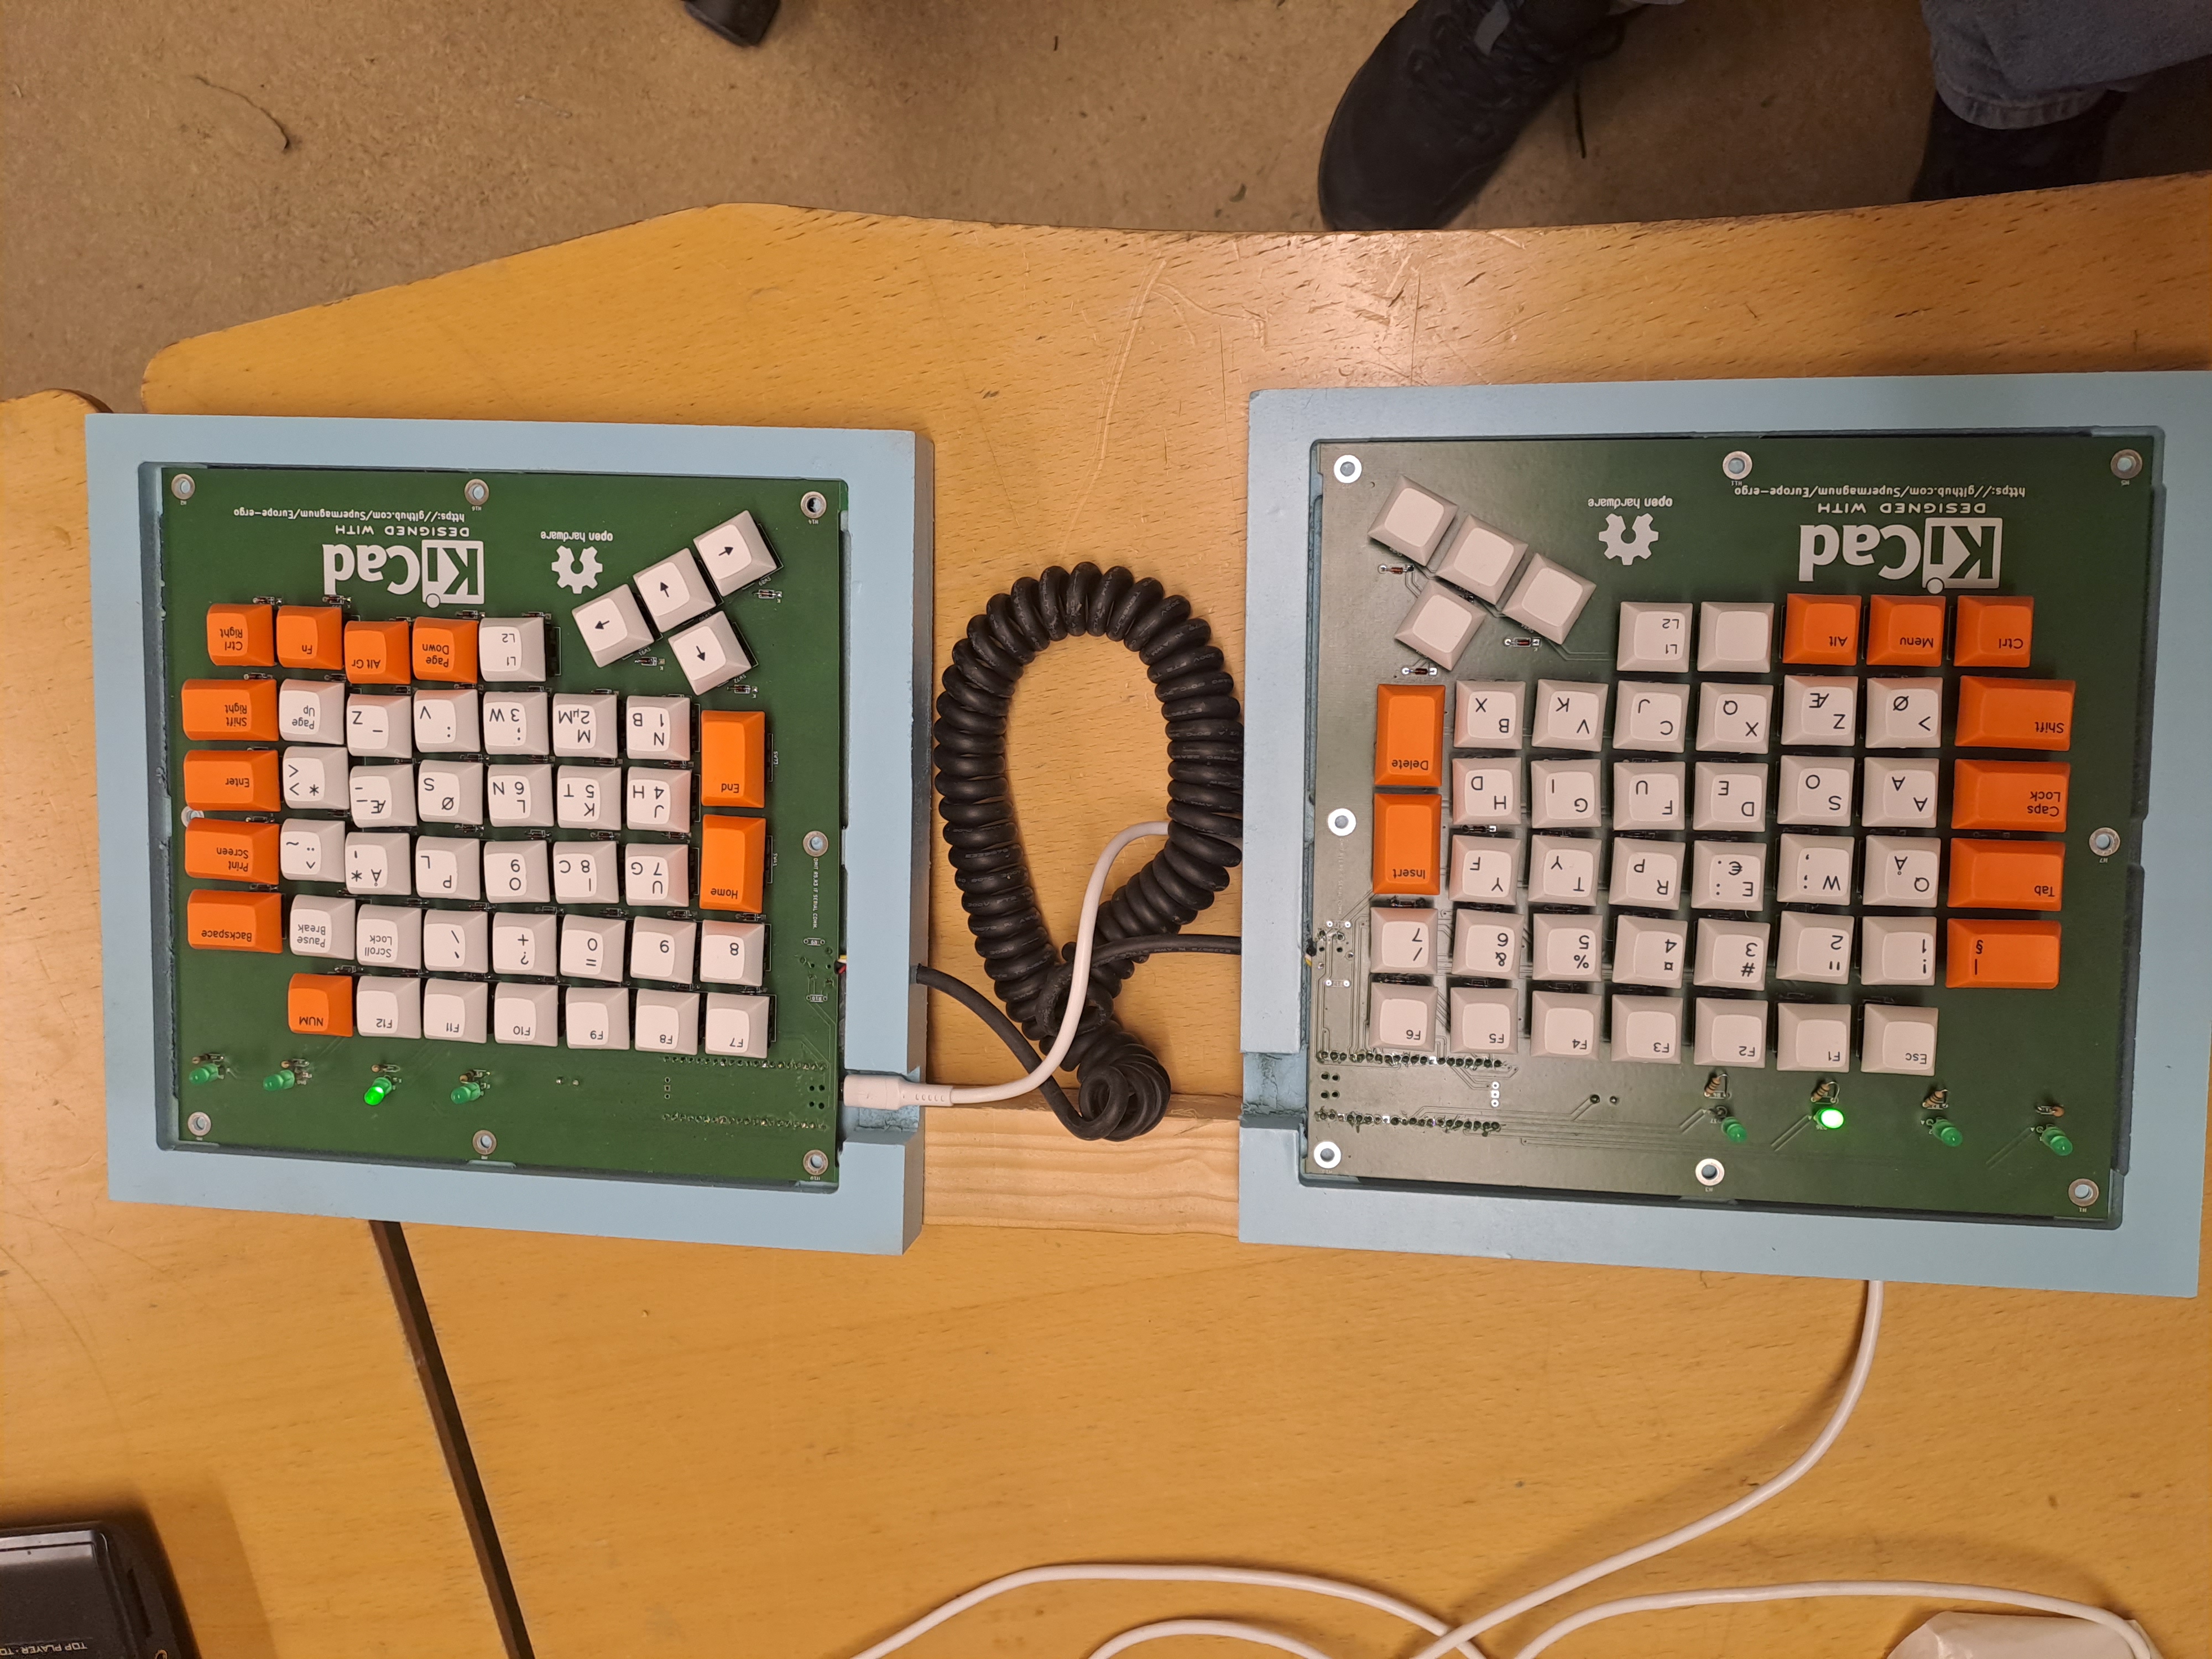 TOP PLAYER - TO
Esc F1 F2 F3 F4 F5 F6
| § ! 1 " 2 # 3 ¤ 4 % 5 & 6 / 7
Tab Q Å W ; , E : € . R P T Y Y F Insert
Caps Lock A A S O D E F U G I H D Delete
Shift > Ø Z Æ X Q C J V K B X
Ctrl Menu Alt L1 L2
KiCad
DESIGNED WITH
open hardware
https://github.com/Supermagnum/Europe-ergo
F7 F8 F9 F10 F11 F12 NUM
8 9 = 0 ? + ` \ Scroll Lock Pause Break Backspace
Home U 7 G I 8 C O 9 P L Å * ^ ¨ ~ Print Screen
End J 4 H K 5 T L 6 N Ø S Æ _ - * > < Enter
N 1 B M 2µM ; 3 W : V - Z Page Up Shift Right
↑ → ↓ ← L1 L2 Page Down Alt Gr Fn Ctrl Right
open hardware
KiCad
DESIGNED WITH
https://github.com/Supermagnum/Europe-ergo